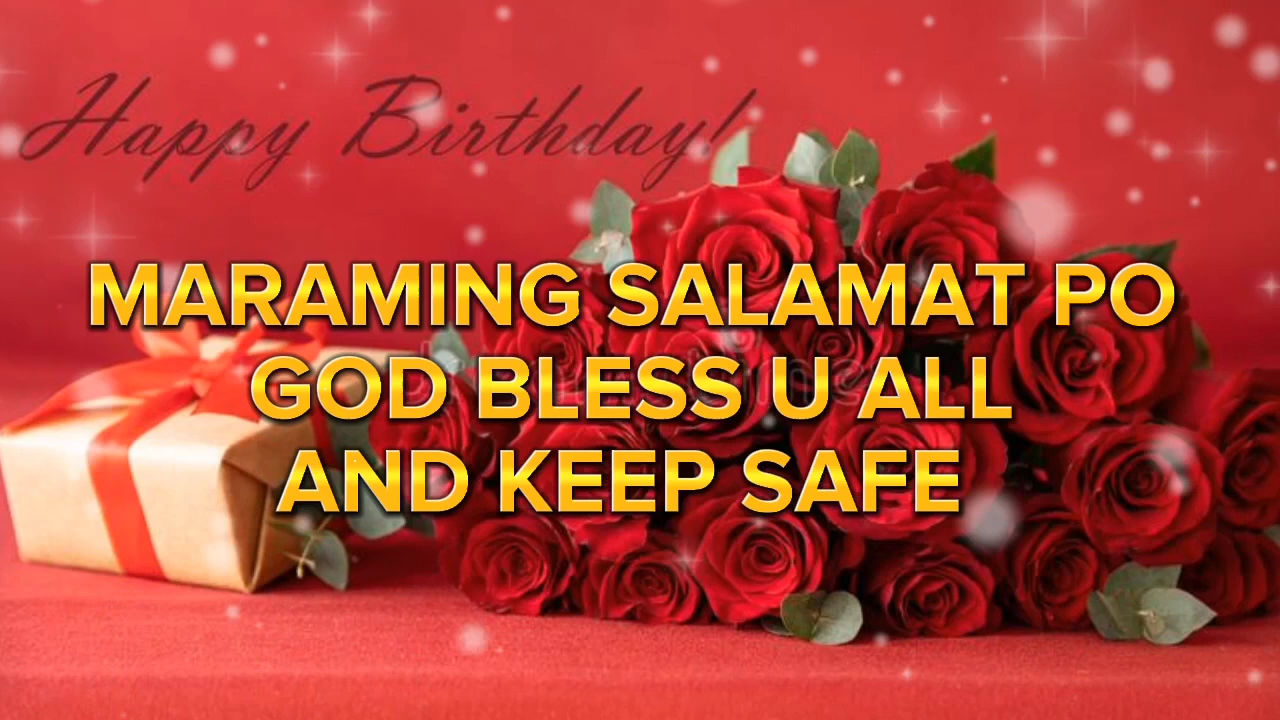 Happy Birthday!
MARAMING SALAMAT PO
GOD BLESS U ALL
AND KEEP SAFE